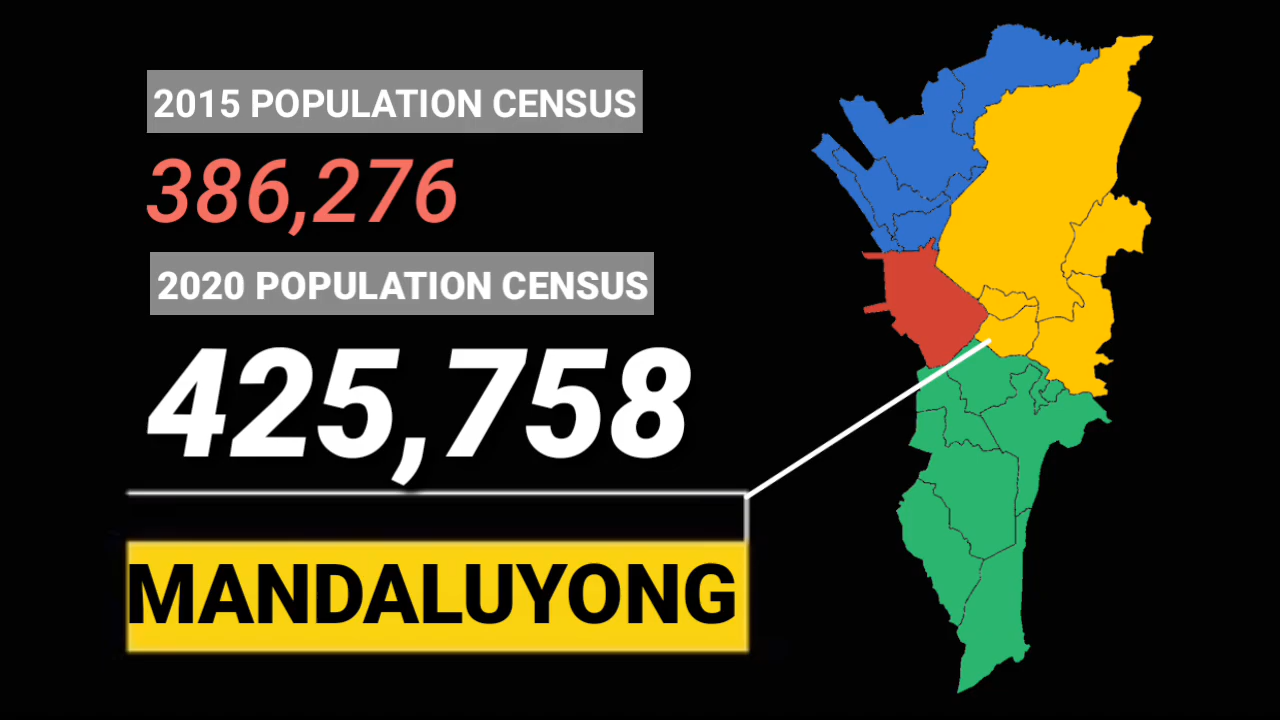 2015 POPULATION CENSUS
386,276
2020 POPULATION CENSUS
425,758
MANDALUYONG